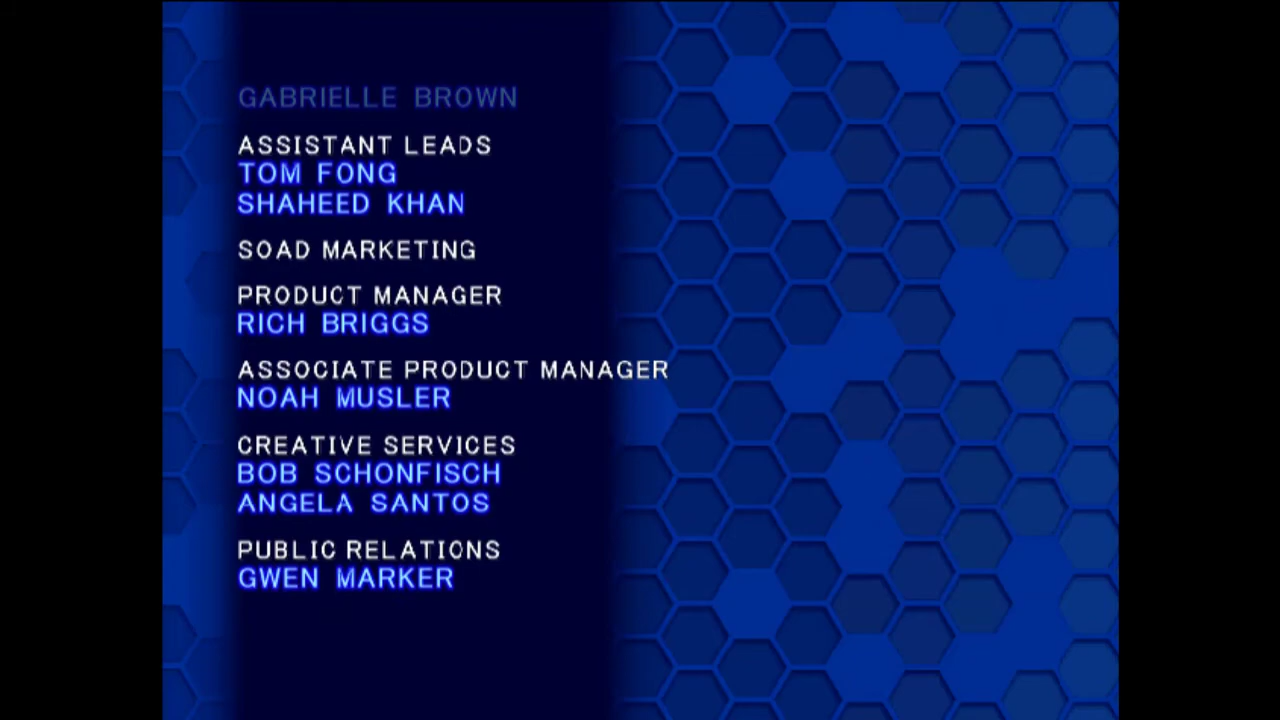 GABRIELLE BROWN
ASSISTANT LEADS
TOM FONG
SHAHEED KHAN
SOAD MARKETING
PRODUCT MANAGER
RICH BRIGGS
ASSOCIATE PRODUCT MANAGER
NOAH MUSLER
CREATIVE SERVICES
BOB SCHONFISCH
ANGELA SANTOS
PUBLIC RELATIONS
GWEN MARKER